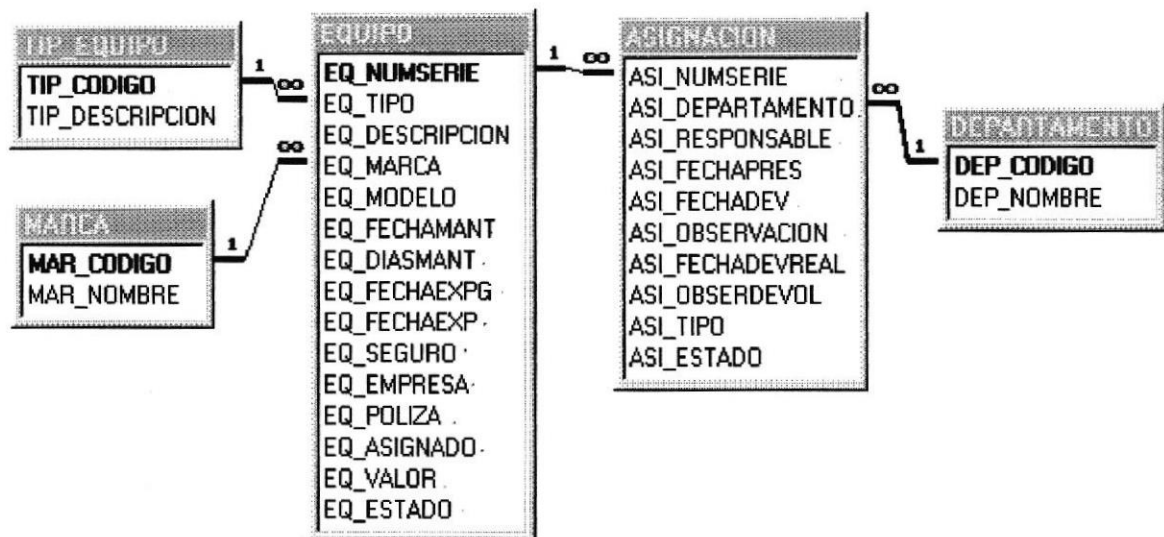 TIP_EQUIPO
TIP_CODIGO
TIP_DESCRIPCION
1
∞
MARCA
MAR_CODIGO
MAR_NOMBRE
1
∞
EQUIPO
EQ_NUMSERIE
EQ_TIPO
EQ_DESCRIPCION
EQ_MARCA
EQ_MODELO
EQ_FECHAMANT
EQ_DIASMANT
EQ_FECHAEXPG
EQ_FECHAEXP
EQ_SEGURO
EQ_EMPRESA
EQ_POLIZA
EQ_ASIGNADO
EQ_VALOR
EQ_ESTADO
1
∞
ASIGNACION
ASI_NUMSERIE
ASI_DEPARTAMENTO
ASI_RESPONSABLE
ASI_FECHAPRES
ASI_FECHADEV
ASI_OBSERVACION
ASI_FECHADEVREAL
ASI_OBSERDEVOL
ASI_TIPO
ASI_ESTADO
∞
1
DEPARTAMENTO
DEP_CODIGO
DEP_NOMBRE